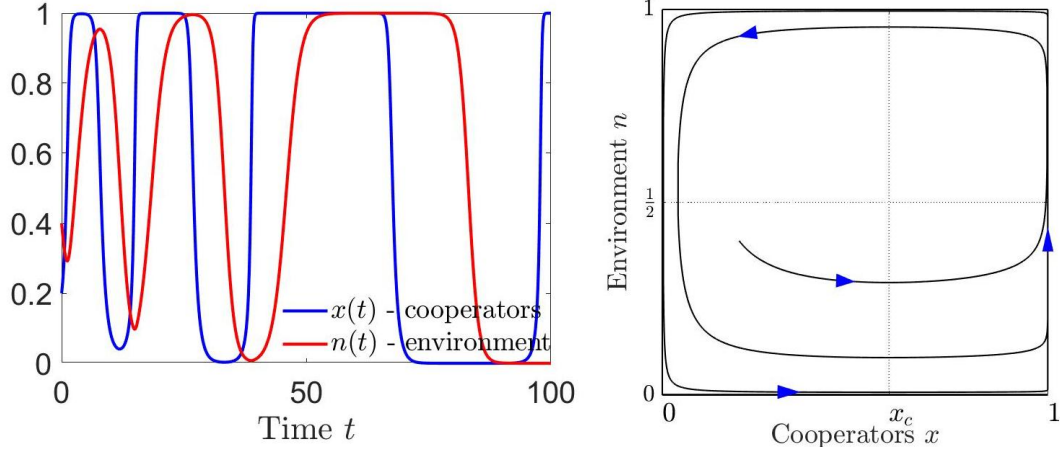 1
0.8
0.6
0.4
0.2
0
x(t) - cooperators
n(t) - environment
0 50 100
Time t
1
Environment n
1/2
0
0 x_c 1
Cooperators x